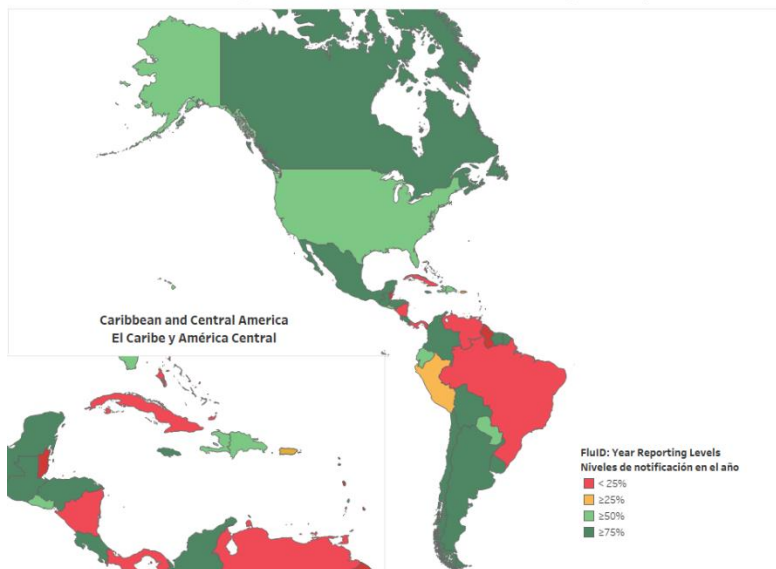 Caribbean and Central America
El Caribe y América Central
FluID: Year Reporting Levels
Niveles de notificación en el año
< 25%
≥25%
≥50%
≥75%